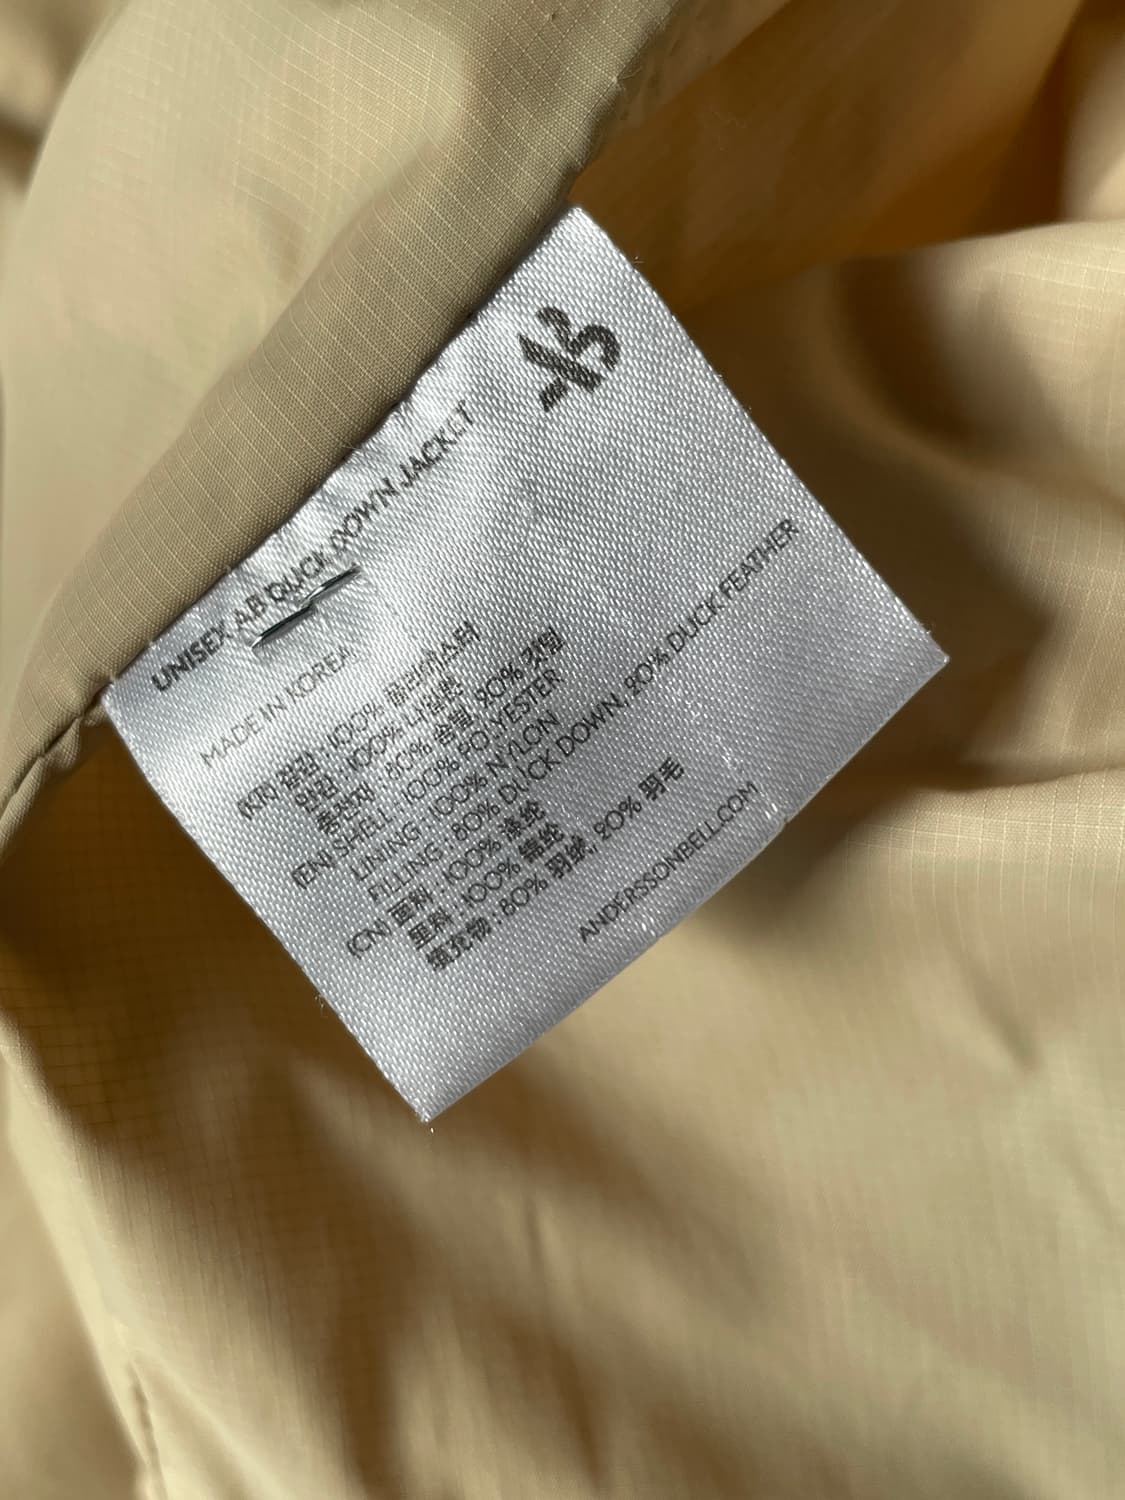 UNISEX AB DUCK DOWN JACKET
MADE IN KOREA
(KR) 겉감 : 100% 폴리에스터
안감 : 100% 나일론
충전재 : 80% 솜털, 20% 깃털
(EN) SHELL : 100% POLYESTER
LINING : 100% NYLON
FILLING : 80% DUCK DOWN, 20% DUCK FEATHER
(CN) 面料 : 100% 涤纶
里料 : 100% 锦纶
填充物 : 80% 羽绒, 20% 羽毛
ANDERSSONBELL.COM